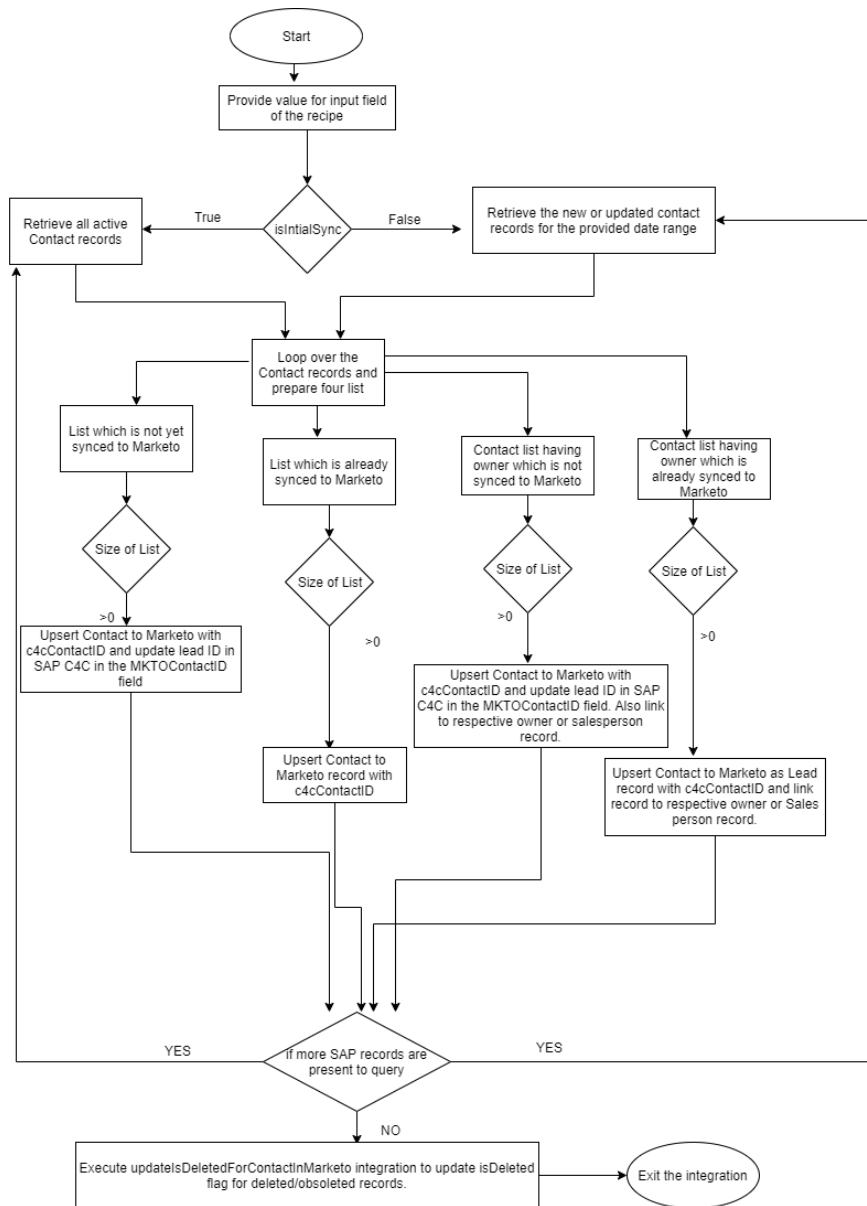 Start
Provide value for input field
of the recipe
isIntialSync
True
False
Retrieve all active
Contact records
Retrieve the new or updated contact
records for the provided date range
Loop over the
Contact records and
prepare four list
List which is not yet
synced to Marketo
List which is already
synced to Marketo
Contact list having
owner which is not
synced to Marketo
Contact list having
owner which is
already synced to
Marketo
Size of List
Size of List
Size of List
Size of List
>0
>0
>0
>0
Upsert Contact to Marketo with
c4cContactID and update lead ID in
SAP C4C in the MKTOContactID
field
Upsert Contact to
Marketo record with
c4cContactID
Upsert Contact to Marketo with
c4cContactID and update lead ID in SAP
C4C in the MKTOContactID field. Also link
to respective owner or salesperson
record.
Upsert Contact to Marketo as Lead
record with c4cContactID and link
record to respective owner or Sales
person record.
if more SAP records are
present to query
YES
YES
NO
Execute updateIsDeletedForContactInMarketo integration to update isDeleted
flag for deleted/obsoleted records.
Exit the integration